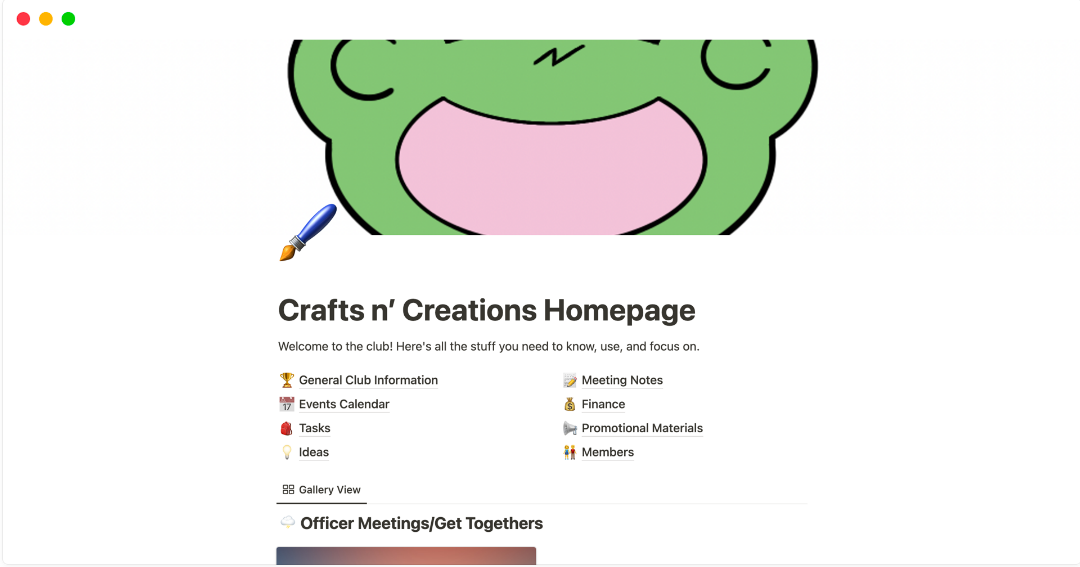 Crafts n’ Creations Homepage
Welcome to the club! Here's all the stuff you need to know, use, and focus on.
General Club Information
17 Events Calendar
Tasks
Ideas
Meeting Notes
Finance
Promotional Materials
Members
Gallery View
Officer Meetings/Get Togethers